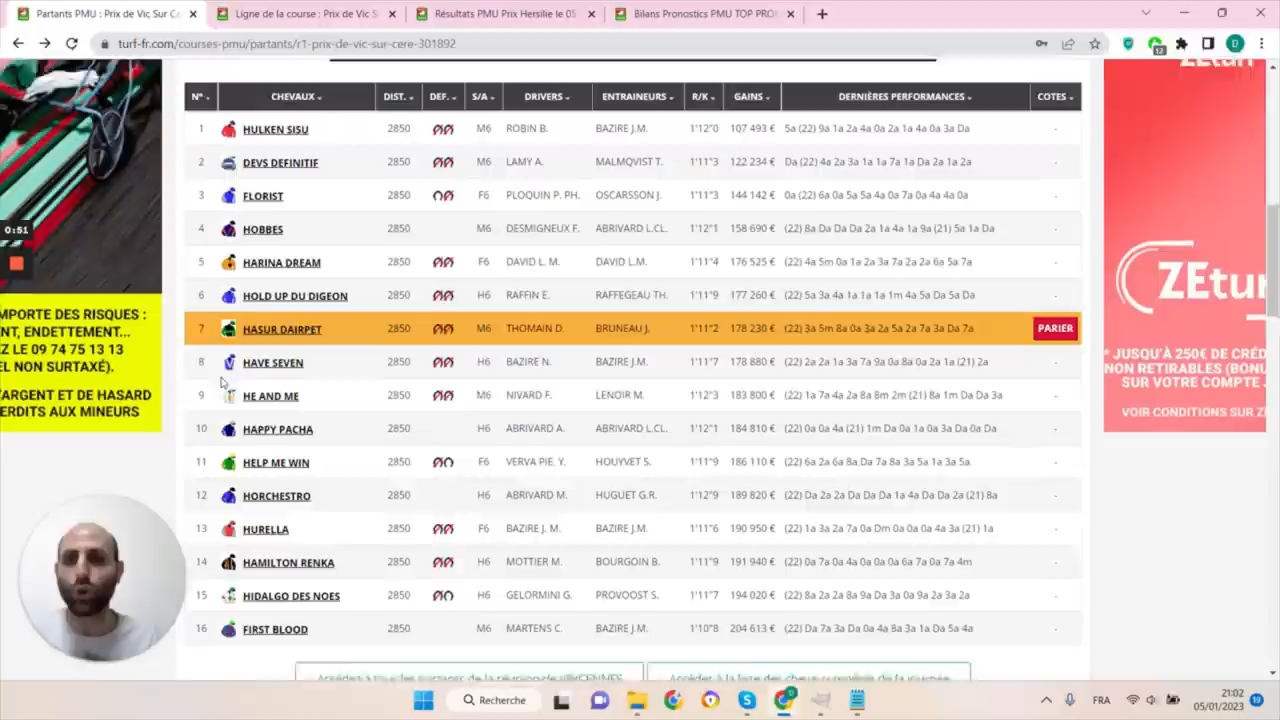 Partants PMU : Prix de Vic Sur Ce
Ligne de la course : Prix de Vic S
Résultats PMU Prix Hersilie le 05
Bilans Pronostics PMU TOP PRO
turf-fr.com/courses-pmu/partants/r1-prix-de-vic-sur-cere-301892
12
D
N° CHEVAUX DIST. DEF. S/A DRIVERS ENTRAINEURS R/K GAINS DERNIÈRES PERFORMANCES COTES
1 HULKEN SISU 2850 M6 ROBIN B. BAZIRE J.M. 1'12"0 107 493 € 5a (22) 9a 1a 2a 4a 0a 2a 1a 4a 0a 3a Da -
2 DEVS DEFINITIF 2850 M6 LAMY A. MALMQVIST T. 1'11"3 122 234 € Da (22) 4a 2a 3a 1a 1a 7a 1a Da 2a 1a 2a -
3 FLORIST 2850 F6 PLOQUIN P. PH. OSCARSSON J. 1'11"3 144 142 € 0a (22) 6a 0a 5a 5a 4a 0a 7a 0a 4a 4a 0a -
4 HOBBES 2850 M6 DESMIGNEUX F. ABRIVARD L.CL. 1'12"1 158 690 € (22) 8a Da Da Da 2a 1a 4a 1a 9a (21) 5a 1a Da -
5 HARINA DREAM 2850 F6 DAVID L. M. DAVID L.M. 1'11"4 176 525 € (22) 4a 5m 0a 1a 2a 3a 7a 2a 2a 6a 5a 7a -
6 HOLD UP DU DIGEON 2850 H6 RAFFIN E. RAFFEGEAU TH. 1'11"9 177 260 € (22) 5a 3a 4a 1a 1a 1a 1m 4a 5a Da 5a Da -
7 HASUR DAIRPET 2850 M6 THOMAIN D. BRUNEAU J. 1'11"2 178 230 € (22) 3a 5m 8a 0a 3a 2a 5a 2a 7a 3a Da 7a PARIER
8 HAVE SEVEN 2850 H6 BAZIRE N. BAZIRE J.M. 1'11"7 178 880 € (22) 2a 2a 1a 3a 7a 9a 0a 8a 0a 2a 1a (21) 2a -
9 HE AND ME 2850 M6 NIVARD F. LENOIR M. 1'12"3 183 800 € (22) 1a 7a 4a 2a 8a 8m 2m (21) 8a 1m Da Da 3a -
10 HAPPY PACHA 2850 H6 ABRIVARD A. ABRIVARD L.CL. 1'12"1 184 810 € (22) 0a 0a 4a (21) 1m Da 0a 1a 0a 3a Da 0a Da -
11 HELP ME WIN 2850 F6 VERVA PIE. Y. HOUYVET S. 1'11"9 186 110 € (22) 6a 2a 6a 8a Da 7a 8a 3a 5a 1a 3a 5a -
12 HORCHESTRO 2850 H6 ABRIVARD M. HUGUET G.R. 1'12"9 189 820 € (22) Da 2a 2a Da Da Da 1a 4a Da Da 2a (21) 8a -
13 HURELLA 2850 F6 BAZIRE J. M. BAZIRE J.M. 1'11"6 190 950 € (22) 1a 3a 2a 7a 0a Dm 0a 0a 0a 4a 3a (21) 1a -
14 HAMILTON RENKA 2850 H6 MOTTIER M. BOURGOIN B. 1'11"9 191 940 € (22) 0a 7a 0a 4a 0a 0a 0a 6a 7a 0a 7a 4m -
15 HIDALGO DES NOES 2850 H6 GELORMINI G. PROVOOST S. 1'11"7 194 020 € (22) 8a 2a 2a 8a 9a Da 3a 0a 9a 2a 3a 2a -
16 FIRST BLOOD 2850 M6 MARTENS C. BAZIRE J.M. 1'10"8 204 613 € (22) Da 7a 3a Da 0a 4a 8a 3a 1a Da 5a 4a -
0:51
MPORTE DES RISQUES :
NT, ENDETTEMENT...
Z LE 09 74 75 13 13
EL NON SURTAXÉ).
'ARGENT ET DE HASARD
ERDITS AUX MINEURS
ZEturf
ZEtur
* JUSQU'À 250€ DE CRÉD
NON RETIRABLES (BONU
SUR VOTRE COMPTE
VOIR CONDITIONS SUR ZE
Recherche
FRA
21:02
05/01/2023
19